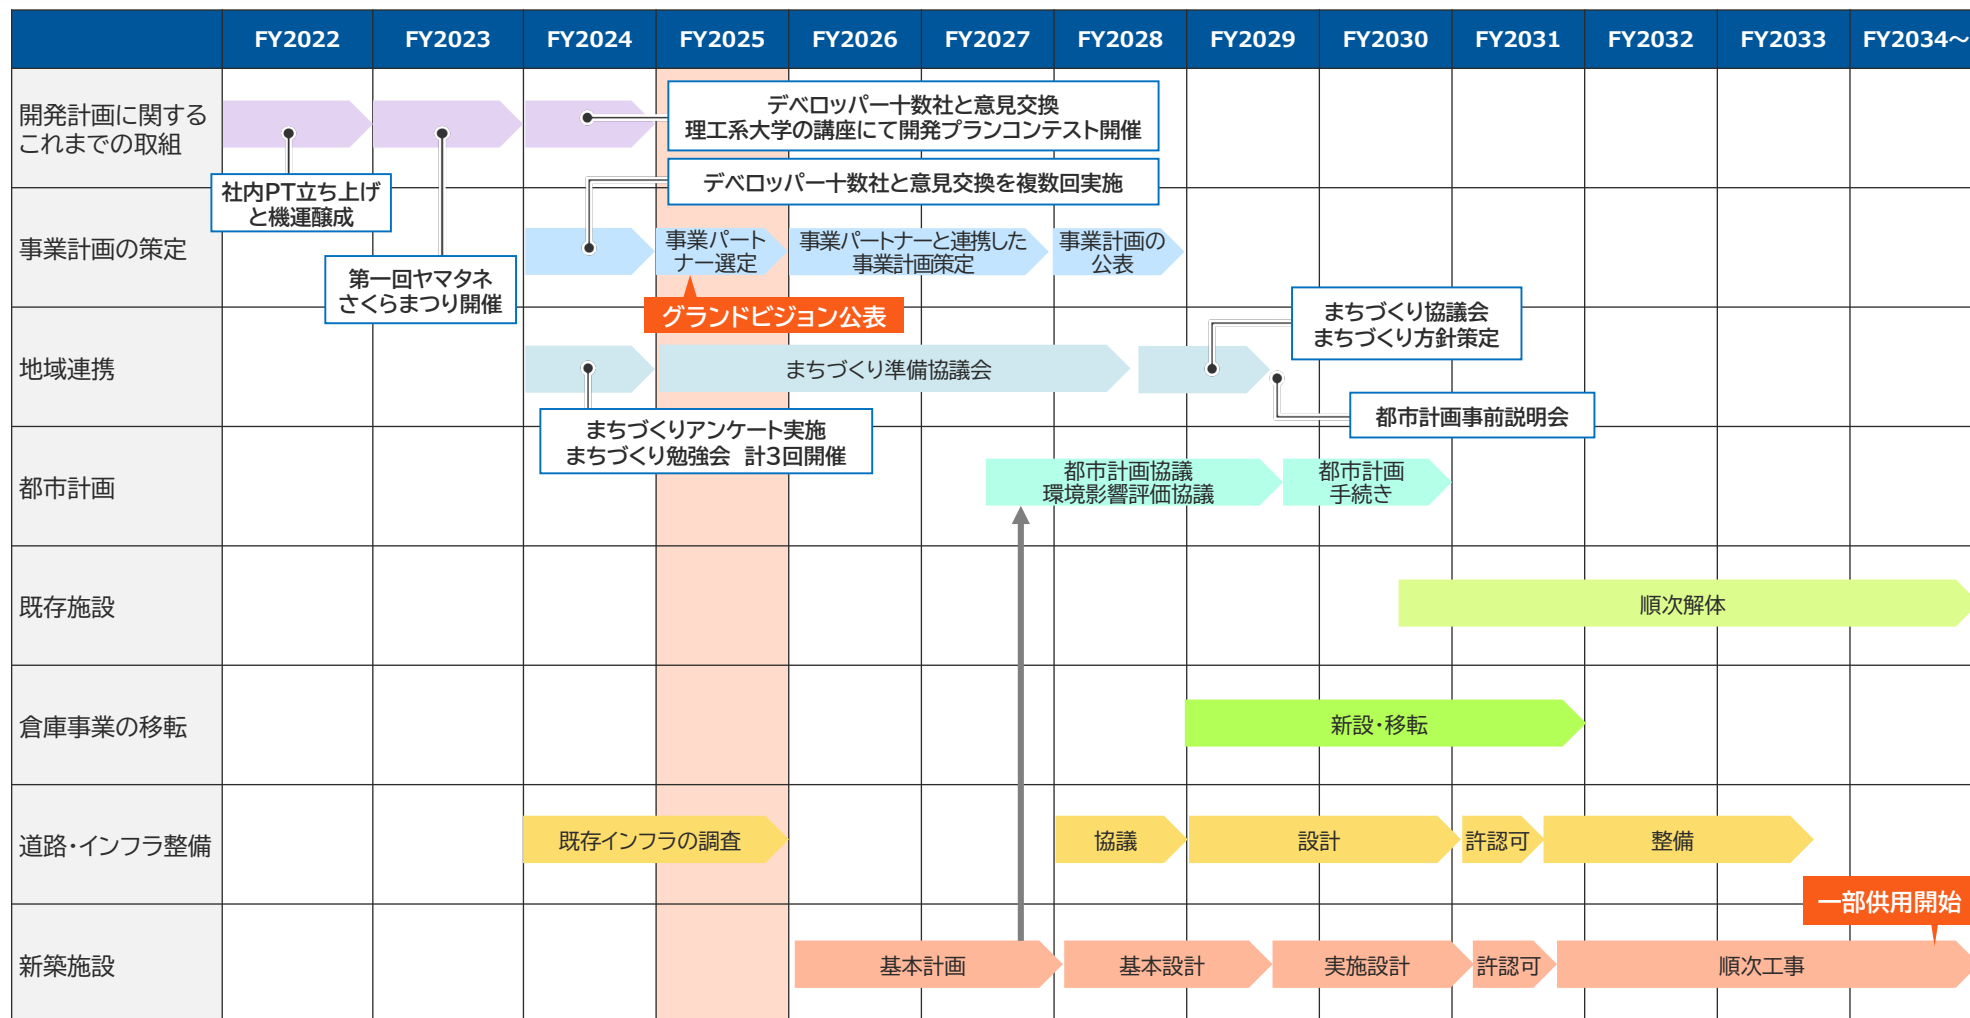 FY2022 FY2023 FY2024 FY2025 FY2026 FY2027 FY2028 FY2029 FY2030 FY2031 FY2032 FY2033 FY2034～
開発計画に関する
これまでの取組
デベロッパー十数社と意見交換
理工系大学の講座にて開発プランコンテスト開催
社内PT立ち上げ
と機運醸成
第一回ヤマタネ
さくらまつり開催
事業計画の策定
デベロッパー十数社と意見交換を複数回実施
事業パート
ナー選定
事業パートナーと連携した
事業計画策定
事業計画の
公表
グランドビジョン公表
地域連携
まちづくり準備協議会
まちづくり協議会
まちづくり方針策定
都市計画事前説明会
まちづくりアンケート実施
まちづくり勉強会 計3回開催
都市計画
都市計画協議
環境影響評価協議
都市計画
手続き
既存施設
順次解体
倉庫事業の移転
新設・移転
道路・インフラ整備
既存インフラの調査
協議
設計
許認可
整備
一部供用開始
新築施設
基本計画
基本設計
実施設計
許認可
順次工事